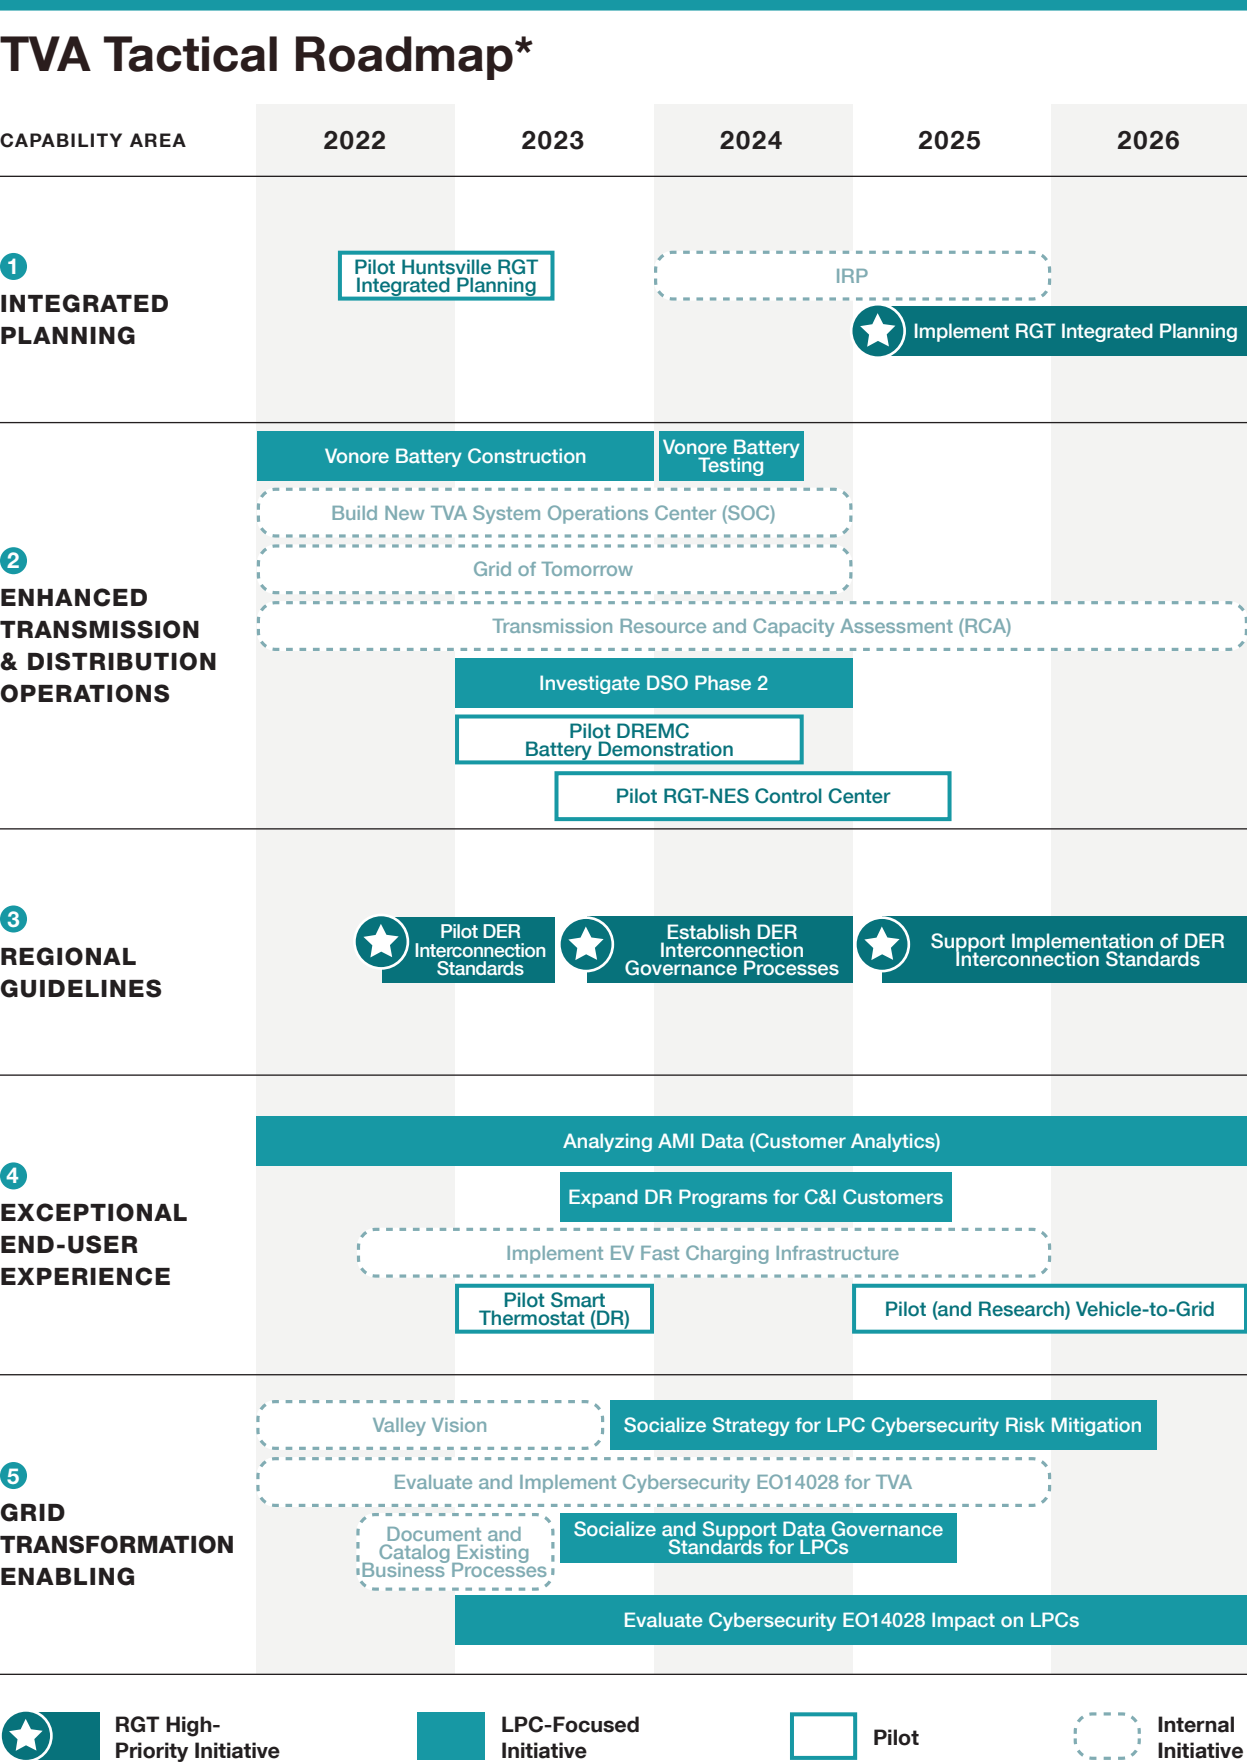 TVA Tactical Roadmap*
CAPABILITY AREA
2022
2023
2024
2025
2026
1
INTEGRATED
PLANNING
Pilot Huntsville RGT
Integrated Planning
IRP
Implement RGT Integrated Planning
2
ENHANCED
TRANSMISSION
& DISTRIBUTION
OPERATIONS
Vonore Battery Construction
Vonore Battery
Testing
Build New TVA System Operations Center (SOC)
Grid of Tomorrow
Transmission Resource and Capacity Assessment (RCA)
Investigate DSO Phase 2
Pilot DREMC
Battery Demonstration
Pilot RGT-NES Control Center
3
REGIONAL
GUIDELINES
Pilot DER
Interconnection
Standards
Establish DER
Interconnection
Governance Processes
Support Implementation of DER
Interconnection Standards
4
EXCEPTIONAL
END-USER
EXPERIENCE
Analyzing AMI Data (Customer Analytics)
Expand DR Programs for C&I Customers
Implement EV Fast Charging Infrastructure
Pilot Smart
Thermostat (DR)
Pilot (and Research) Vehicle-to-Grid
5
GRID
TRANSFORMATION
ENABLING
Valley Vision
Socialize Strategy for LPC Cybersecurity Risk Mitigation
Evaluate and Implement Cybersecurity EO14028 for TVA
Document and
Catalog Existing
Business Processes
Socialize and Support Data Governance
Standards for LPCs
Evaluate Cybersecurity EO14028 Impact on LPCs
RGT High-
Priority Initiative
LPC-Focused
Initiative
Pilot
Internal
Initiative